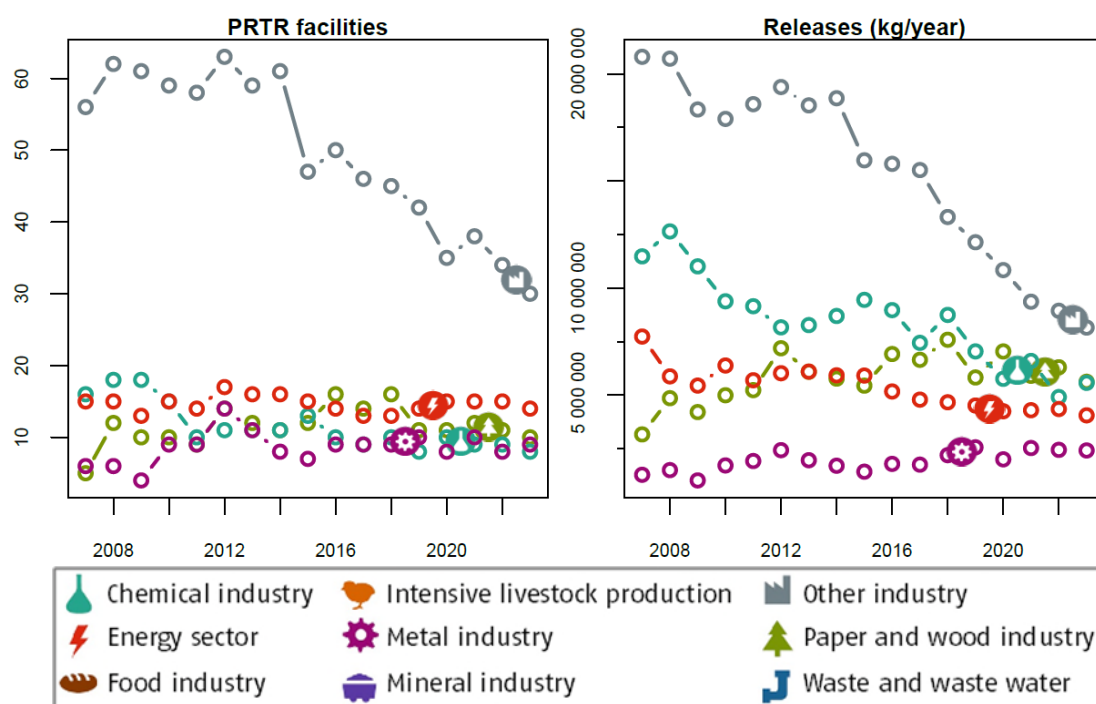 PRTR facilities
60
50
40
30
20
10
2008 2012 2016 2020
Releases (kg/year)
20 000 000
10 000 000
5 000 000
2008 2012 2016 2020
Chemical industry Intensive livestock production Other industry
Energy sector Metal industry Paper and wood industry
Food industry Mineral industry Waste and waste water